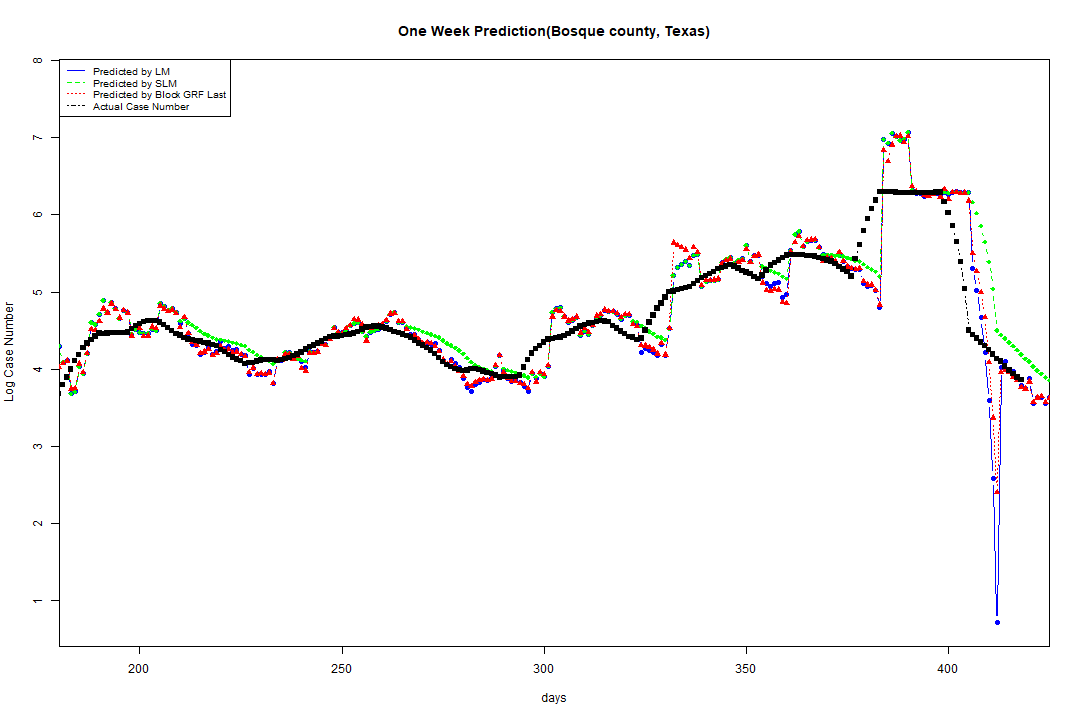 One Week Prediction(Bosque county, Texas)
Predicted by LM
Predicted by SLM
Predicted by Block GRF Last
Actual Case Number
8
7
6
5
4
3
2
1
Log Case Number
200 250 300 350 400
days